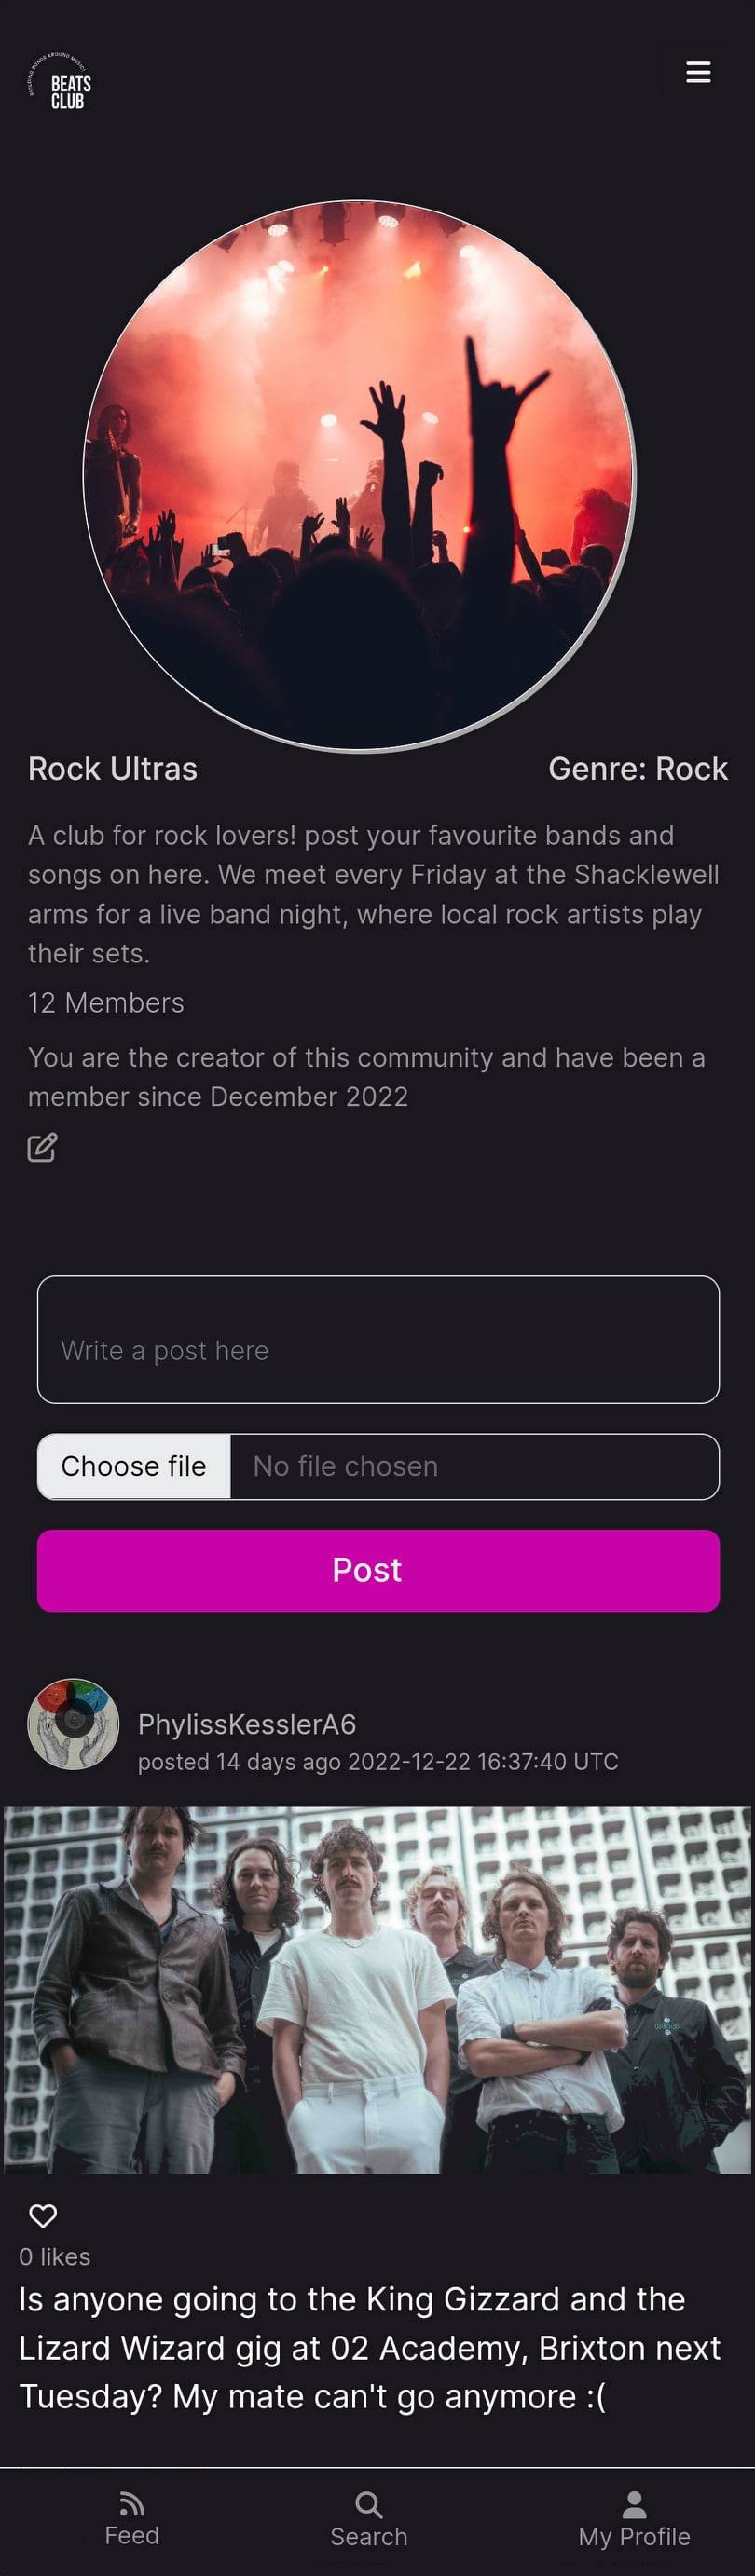 BUILDING BONDS AROUND MUSIC!
BEATS
CLUB
Rock Ultras
Genre: Rock
A club for rock lovers! post your favourite bands and
songs on here. We meet every Friday at the Shacklewell
arms for a live band night, where local rock artists play
their sets.
12 Members
You are the creator of this community and have been a
member since December 2022
Write a post here
Choose file
No file chosen
Post
PhylissKesslerA6
posted 14 days ago 2022-12-22 16:37:40 UTC
0 likes
Is anyone going to the King Gizzard and the
Lizard Wizard gig at 02 Academy, Brixton next
Tuesday? My mate can't go anymore :(
Feed
Search
My Profile